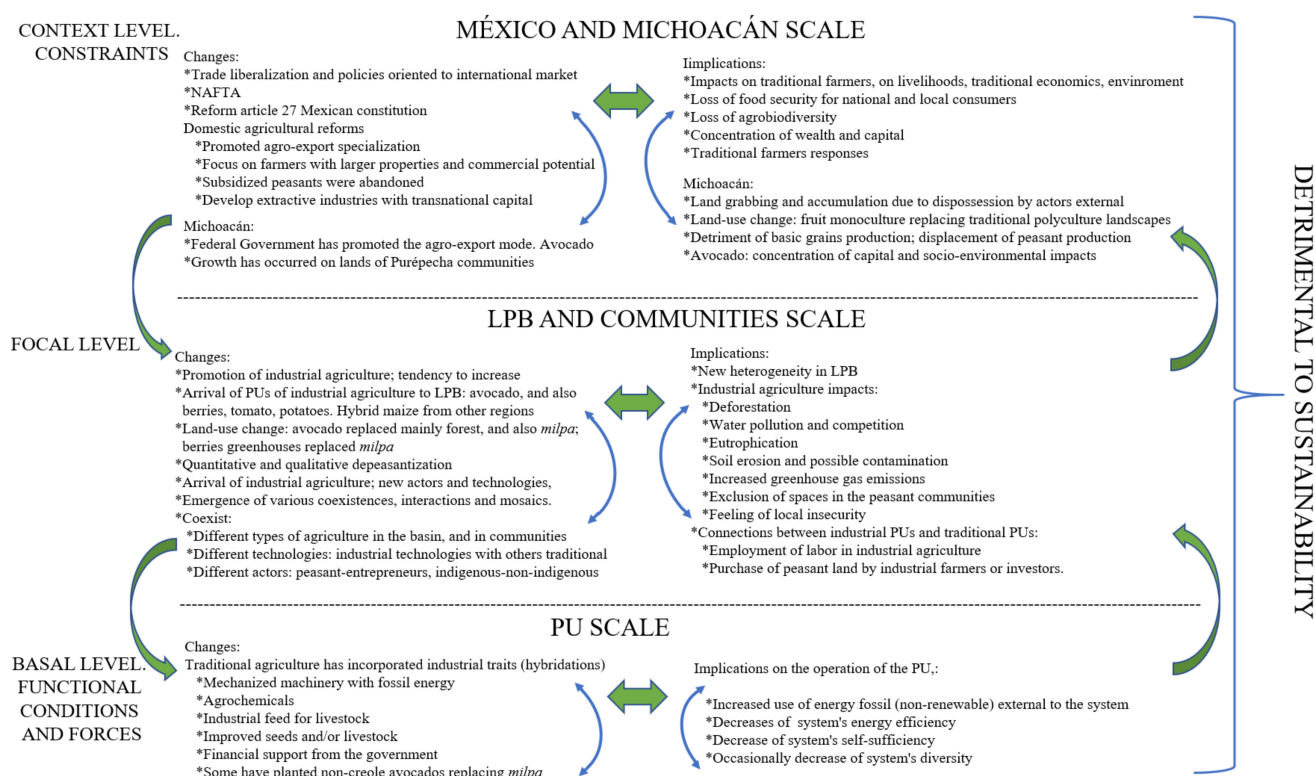 CONTEXT LEVEL.
CONSTRAINTS
MÉXICO AND MICHOACÁN SCALE
Changes:
*Trade liberalization and policies oriented to international market
*NAFTA
*Reform article 27 Mexican constitution
Domestic agricultural reforms
*Promoted agro-export specialization
*Focus on farmers with larger properties and commercial potential
*Subsidized peasants were abandoned
*Develop extractive industries with transnational capital
Michoacán:
*Federal Government has promoted the agro-export mode. Avocado
*Growth has occurred on lands of Purépecha communities
Iimplications:
*Impacts on traditional farmers, on livelihoods, traditional economics, envinroment
*Loss of food security for national and local consumers
*Loss of agrobiodiversity
*Concentration of wealth and capital
*Traditional farmers responses
Michoacán:
*Land grabbing and accumulation due to dispossession by actors external
*Land-use change: fruit monoculture replacing traditional polyculture landscapes
*Detriment of basic grains production; displacement of peasant production
*Avocado: concentration of capital and socio-environmental impacts
FOCAL LEVEL
LPB AND COMMUNITIES SCALE
Changes:
*Promotion of industrial agriculture; tendency to increase
*Arrival of PUs of industrial agriculture to LPB: avocado, and also
berries, tomato, potatoes. Hybrid maize from other regions
*Land-use change: avocado replaced mainly forest, and also milpa;
berries greenhouses replaced milpa
*Quantitative and qualitative depeasantization
*Arrival of industrial agriculture; new actors and technologies,
*Emergence of various coexistences, interactions and mosaics.
*Coexist:
*Different types of agriculture in the basin, and in communities
*Different technologies: industrial technologies with others traditional
*Different actors: peasant-entrepreneurs, indigenous-non-indigenous
Implications:
*New heterogeneity in LPB
*Industrial agriculture impacts:
*Deforestation
*Water pollution and competition
*Eutrophication
*Soil erosion and possible contamination
*Increased greenhouse gas emissions
*Exclusion of spaces in the peasant communities
*Feeling of local insecurity
*Connections between industrial PUs and traditional PUs:
*Employment of labor in industrial agriculture
*Purchase of peasant land by industrial farmers or investors.
BASAL LEVEL.
FUNCTIONAL
CONDITIONS
AND FORCES
PU SCALE
Changes:
Traditional agriculture has incorporated industrial traits (hybridations)
*Mechanized machinery with fossil energy
*Agrochemicals
*Industrial feed for livestock
*Improved seeds and/or livestock
*Financial support from the government
*Some have planted non-creole avocados replacing milpa
Implications on the operation of the PU,:
*Increased use of energy fossil (non-renewable) external to the system
*Decreases of system's energy efficiency
*Decrease of system's self-sufficiency
*Occasionally decrease of system's diversity
DETRIMENTAL TO SUSTAINABILITY